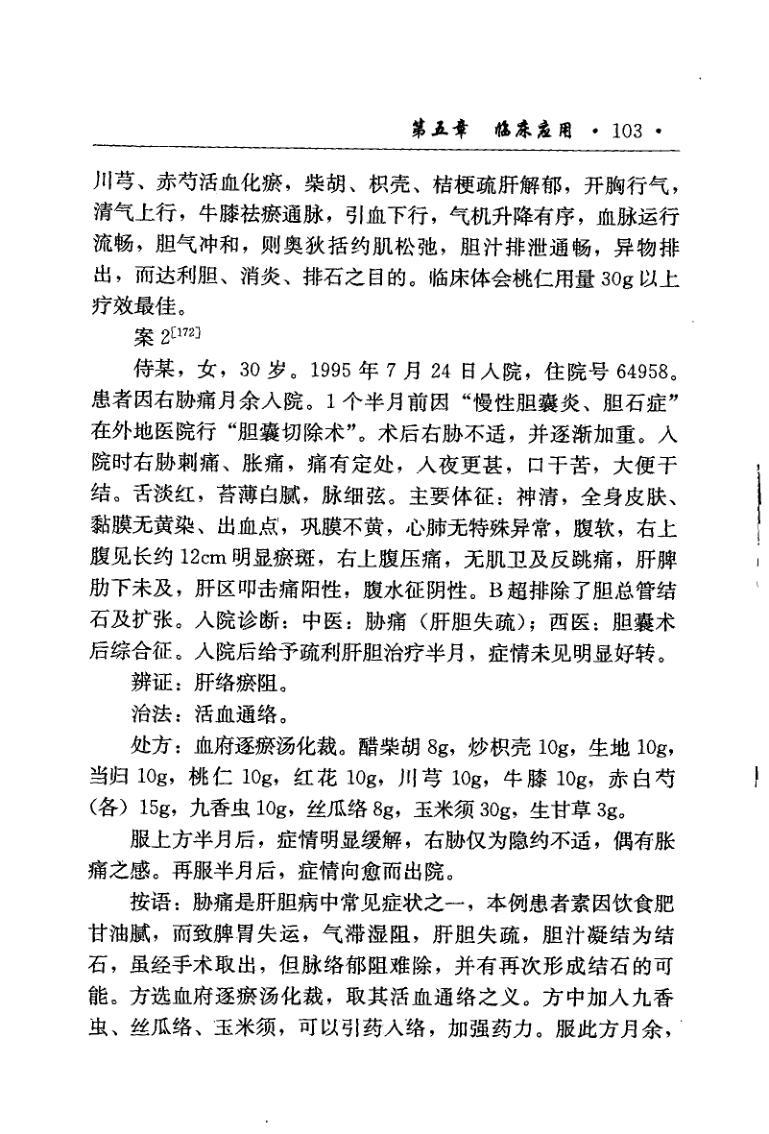 第五章 临床应用 · 103 ·
川芎、赤芍活血化瘀，柴胡、枳壳、桔梗疏肝解郁，开胸行气，
清气上行，牛膝祛瘀通脉，引血下行，气机升降有序，血脉运行
流畅，胆气冲和，则奥狄括约肌松弛，胆汁排泄通畅，异物排
出，而达利胆、消炎、排石之目的。临床体会桃仁用量 30g 以上
疗效最佳。
案 2[172]
侍某，女，30 岁。1995 年 7 月 24 日入院，住院号 64958。
患者因右胁痛月余入院。1 个半月前因“慢性胆囊炎、胆石症”
在外地医院行“胆囊切除术”。术后右胁不适，并逐渐加重。入
院时右胁刺痛、胀痛，痛有定处，入夜更甚，口干苦，大便干
结。舌淡红，苔薄白腻，脉细弦。主要体征：神清，全身皮肤、
黏膜无黄染、出血点，巩膜不黄，心肺无特殊异常，腹软，右上
腹见长约 12cm 明显瘀斑，右上腹压痛，无肌卫及反跳痛，肝脾
肋下未及，肝区叩击痛阳性，腹水征阴性。B 超排除了胆总管结
石及扩张。入院诊断：中医：胁痛（肝胆失疏）；西医：胆囊术
后综合征。入院后给予疏利肝胆治疗半月，症情未见明显好转。
辨证：肝络瘀阻。
治法：活血通络。
处方：血府逐瘀汤化裁。醋柴胡 8g，炒枳壳 10g，生地 10g，
当归 10g，桃仁 10g，红花 10g，川芎 10g，牛膝 10g，赤白芍
（各）15g，九香虫 10g，丝瓜络 8g，玉米须 30g，生甘草 3g。
服上方半月后，症情明显缓解，右胁仅为隐约不适，偶有胀
痛之感。再服半月后，症情向愈而出院。
按语：胁痛是肝胆病中常见症状之一，本例患者素因饮食肥
甘油腻，而致脾胃失运，气滞湿阻，肝胆失疏，胆汁凝结为结
石，虽经手术取出，但脉络郁阻难除，并有再次形成结石的可
能。方选血府逐瘀汤化裁，取其活血通络之义。方中加入九香
虫、丝瓜络、玉米须，可以引药入络，加强药力。服此方月余，